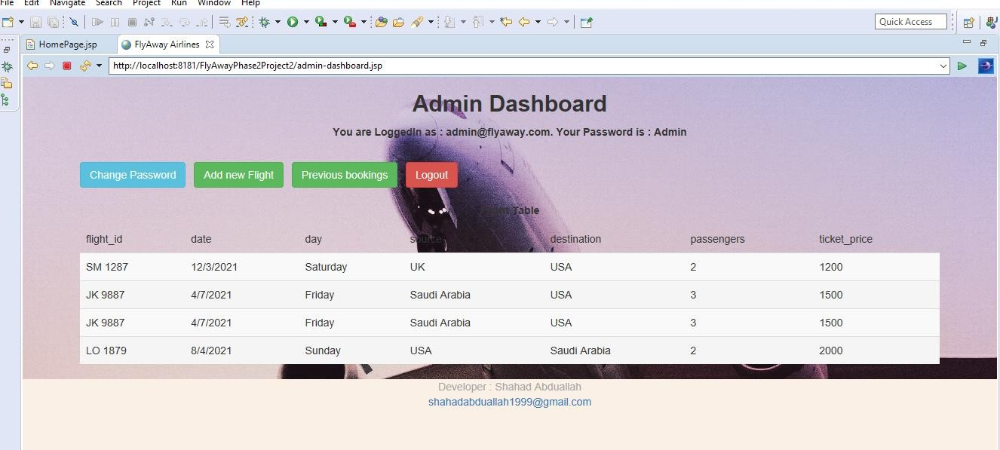 File Edit Navigate Search Project Run Window Help
Quick Access
HomePage.jsp FlyAway Airlines
http://localhost:8181/FlyAwayPhase2Project2/admin-dashboard.jsp
Admin Dashboard
You are LoggedIn as : admin@flyaway.com. Your Password is : Admin
Change Password Add new Flight Previous bookings Logout
Table
flight_id date day source destination passengers ticket_price
SM 1287 12/3/2021 Saturday UK USA 2 1200
JK 9887 4/7/2021 Friday Saudi Arabia USA 3 1500
JK 9887 4/7/2021 Friday Saudi Arabia USA 3 1500
LO 1879 8/4/2021 Sunday USA Saudi Arabia 2 2000
Developer : Shahad Abduallah
shahadabduallah1999@gmail.com